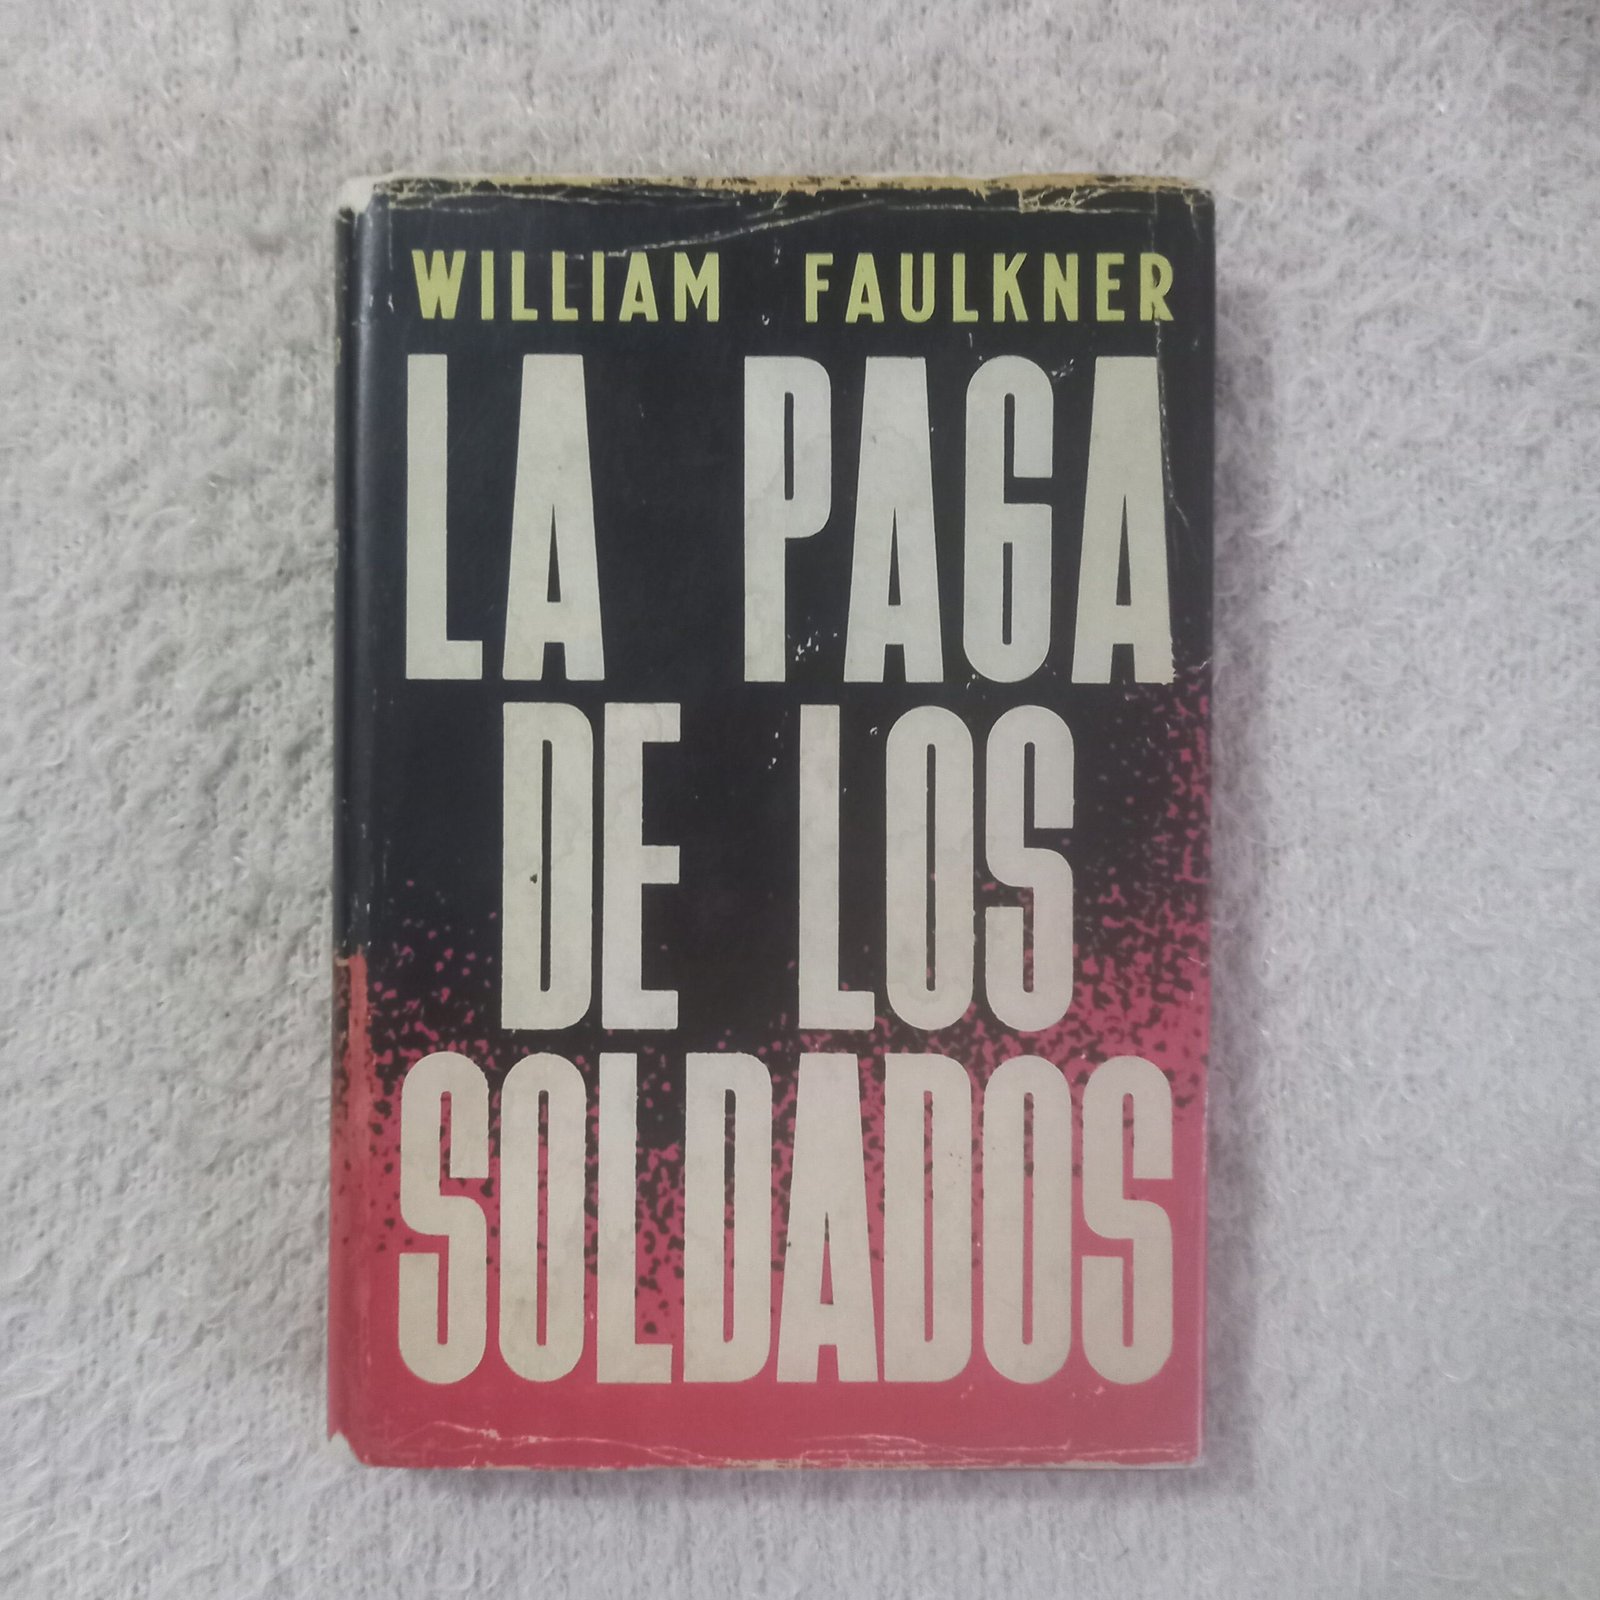 WILLIAM FAULKNER
LA PAGA
DE LOS
SOLDADOS